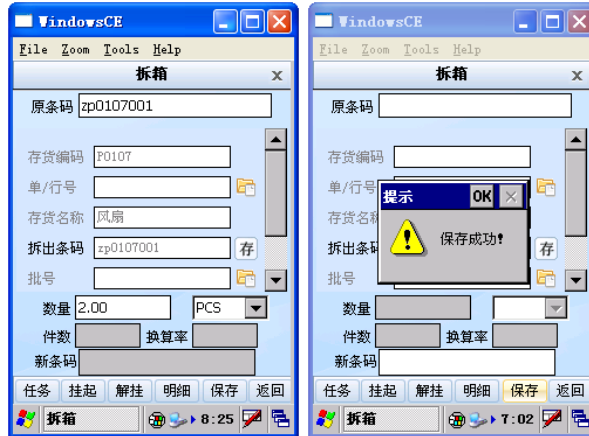 WindowsCE
File Zoom Tools Help
拆箱 x
原条码 zp0107001
存货编码 P0107
单/行号
存货名称 风扇
拆出条码 zp0107001 存
批号
数量 2.00 PCS
件数 换算率
新条码
任务 挂起 解挂 明细 保存 返回
拆箱 8:25
WindowsCE
File Zoom Tools Help
拆箱 x
原条码
存货编码
单/行号
提示 OK
存货名
保存成功!
拆出条 存
批号
数量
件数 换算率
新条码
任务 挂起 解挂 明细 保存 返回
拆箱 7:02